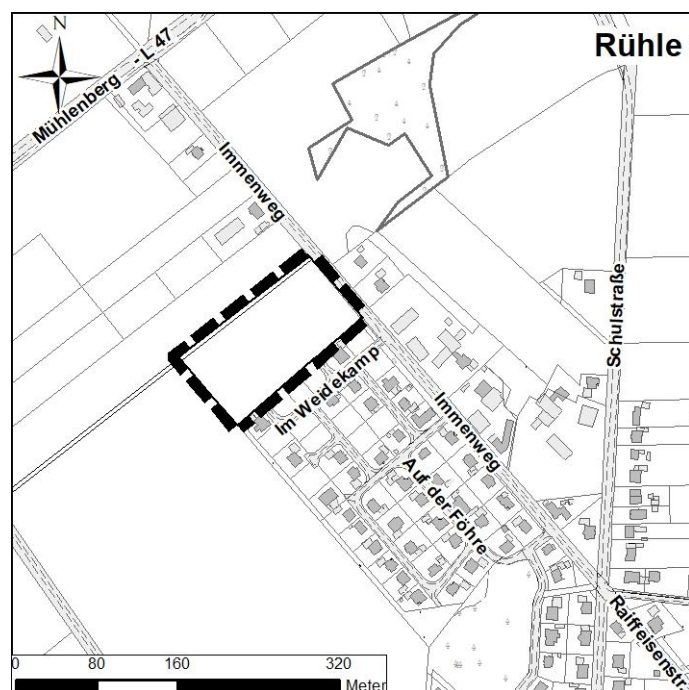 N
Rühle
Mühlenberg - L 47
Immenweg
Schulstraße
Im Weidekamp
Immenweg
Auf der Föhre
Raiffeisenstr
0 80 160 320
Meter